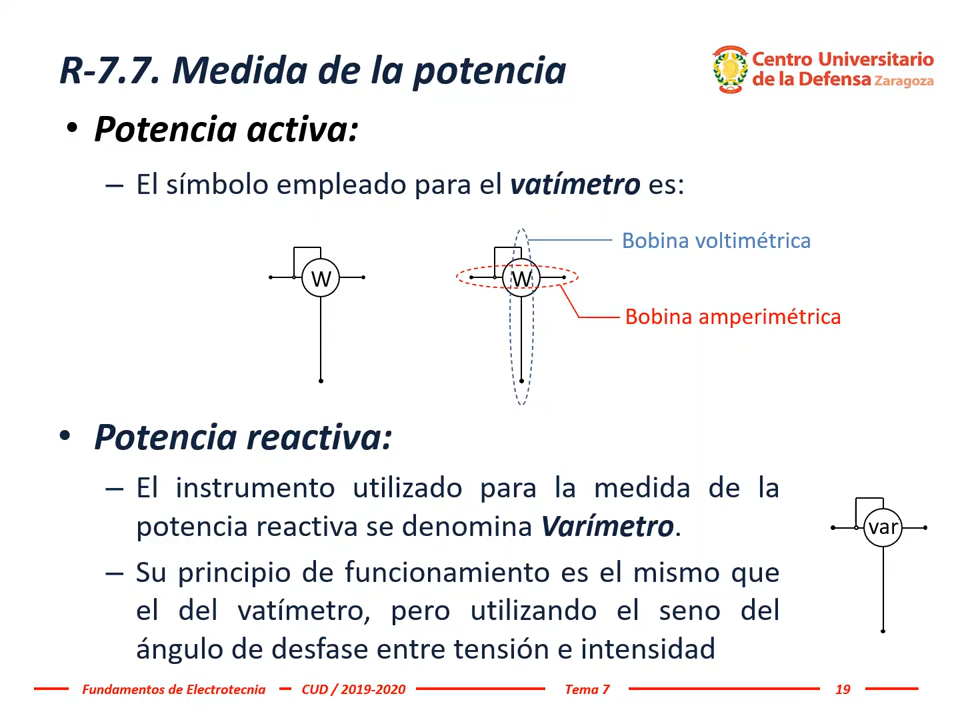 R-7.7. Medida de la potencia
Centro Universitario
de la Defensa Zaragoza
• Potencia activa:
– El símbolo empleado para el vatímetro es:
Bobina voltimétrica
W
W
Bobina amperimétrica
• Potencia reactiva:
– El instrumento utilizado para la medida de la
potencia reactiva se denomina Varímetro.
var
– Su principio de funcionamiento es el mismo que
el del vatímetro, pero utilizando el seno del
ángulo de desfase entre tensión e intensidad
Fundamentos de Electrotecnia – CUD / 2019-2020 Tema 7 19